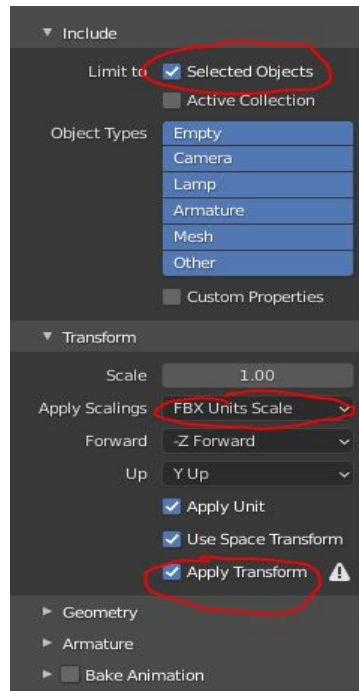 Include
Limit to Selected Objects
Active Collection
Object Types Empty
Camera
Lamp
Armature
Mesh
Other
Custom Properties
Transform
Scale 1.00
Apply Scalings FBX Units Scale
Forward -Z Forward
Up Y Up
Apply Unit
Use Space Transform
Apply Transform
Geometry
Armature
Bake Animation